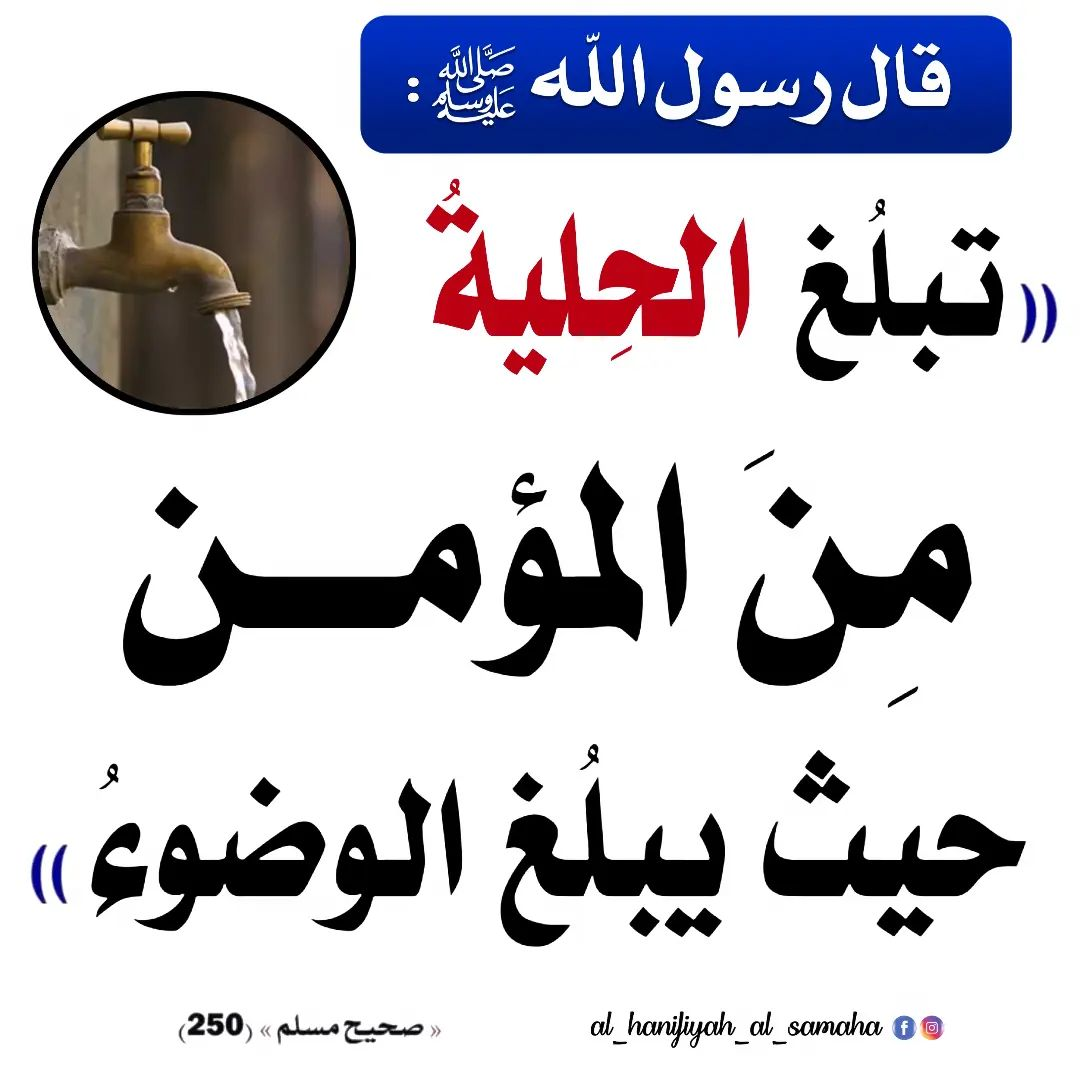 قال رسول الله ﷺ :
(( تبلُغ الحِليةُ
مِنَ المؤمن
حيث يبلُغ الوضوءُ ))
« صحيح مسلم » (250)
al_hanifiyah_al_samaha